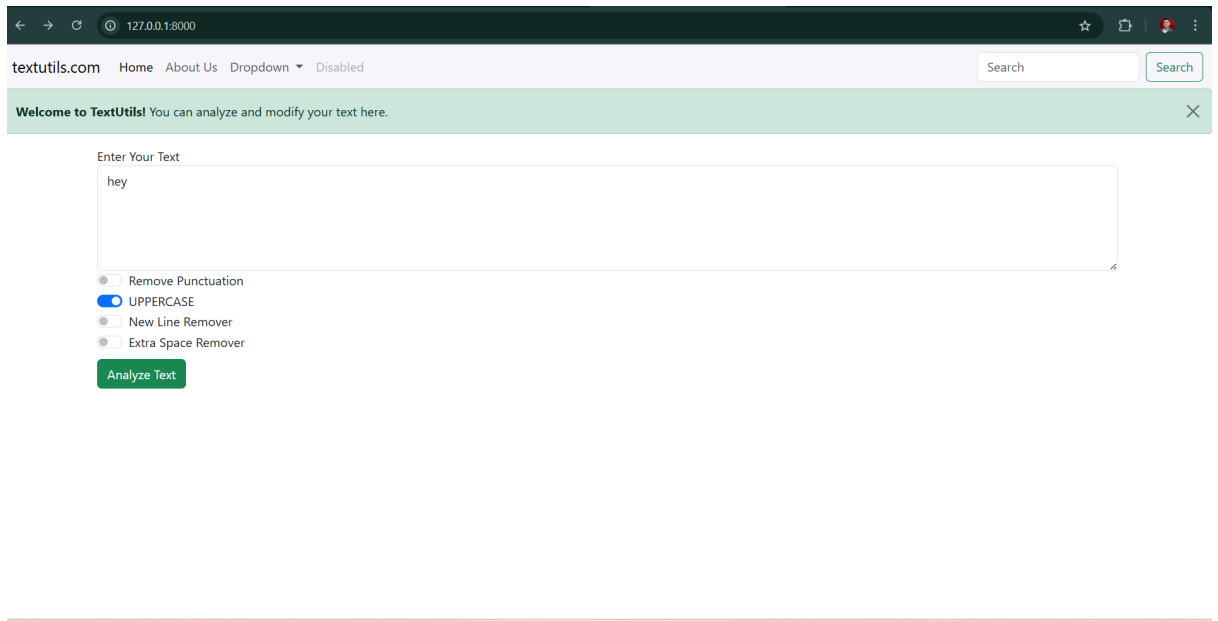 127.0.0.1:8000
textutils.com Home About Us Dropdown Disabled Search Search
Welcome to TextUtils! You can analyze and modify your text here.
Enter Your Text
hey
Remove Punctuation
UPPERCASE
New Line Remover
Extra Space Remover
Analyze Text